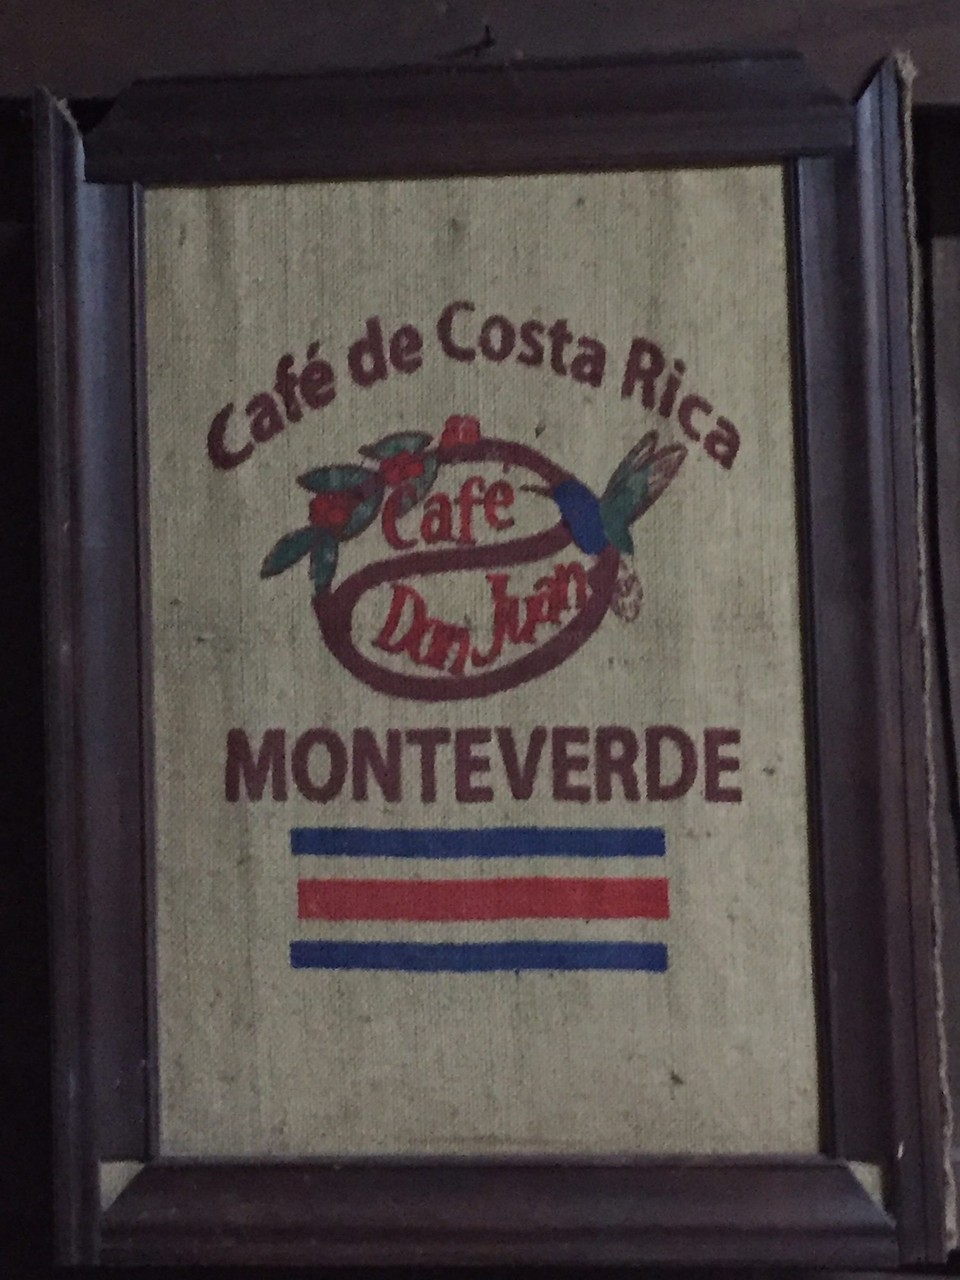 Café de Costa Rica
Café
Don Juan
MONTEVERDE